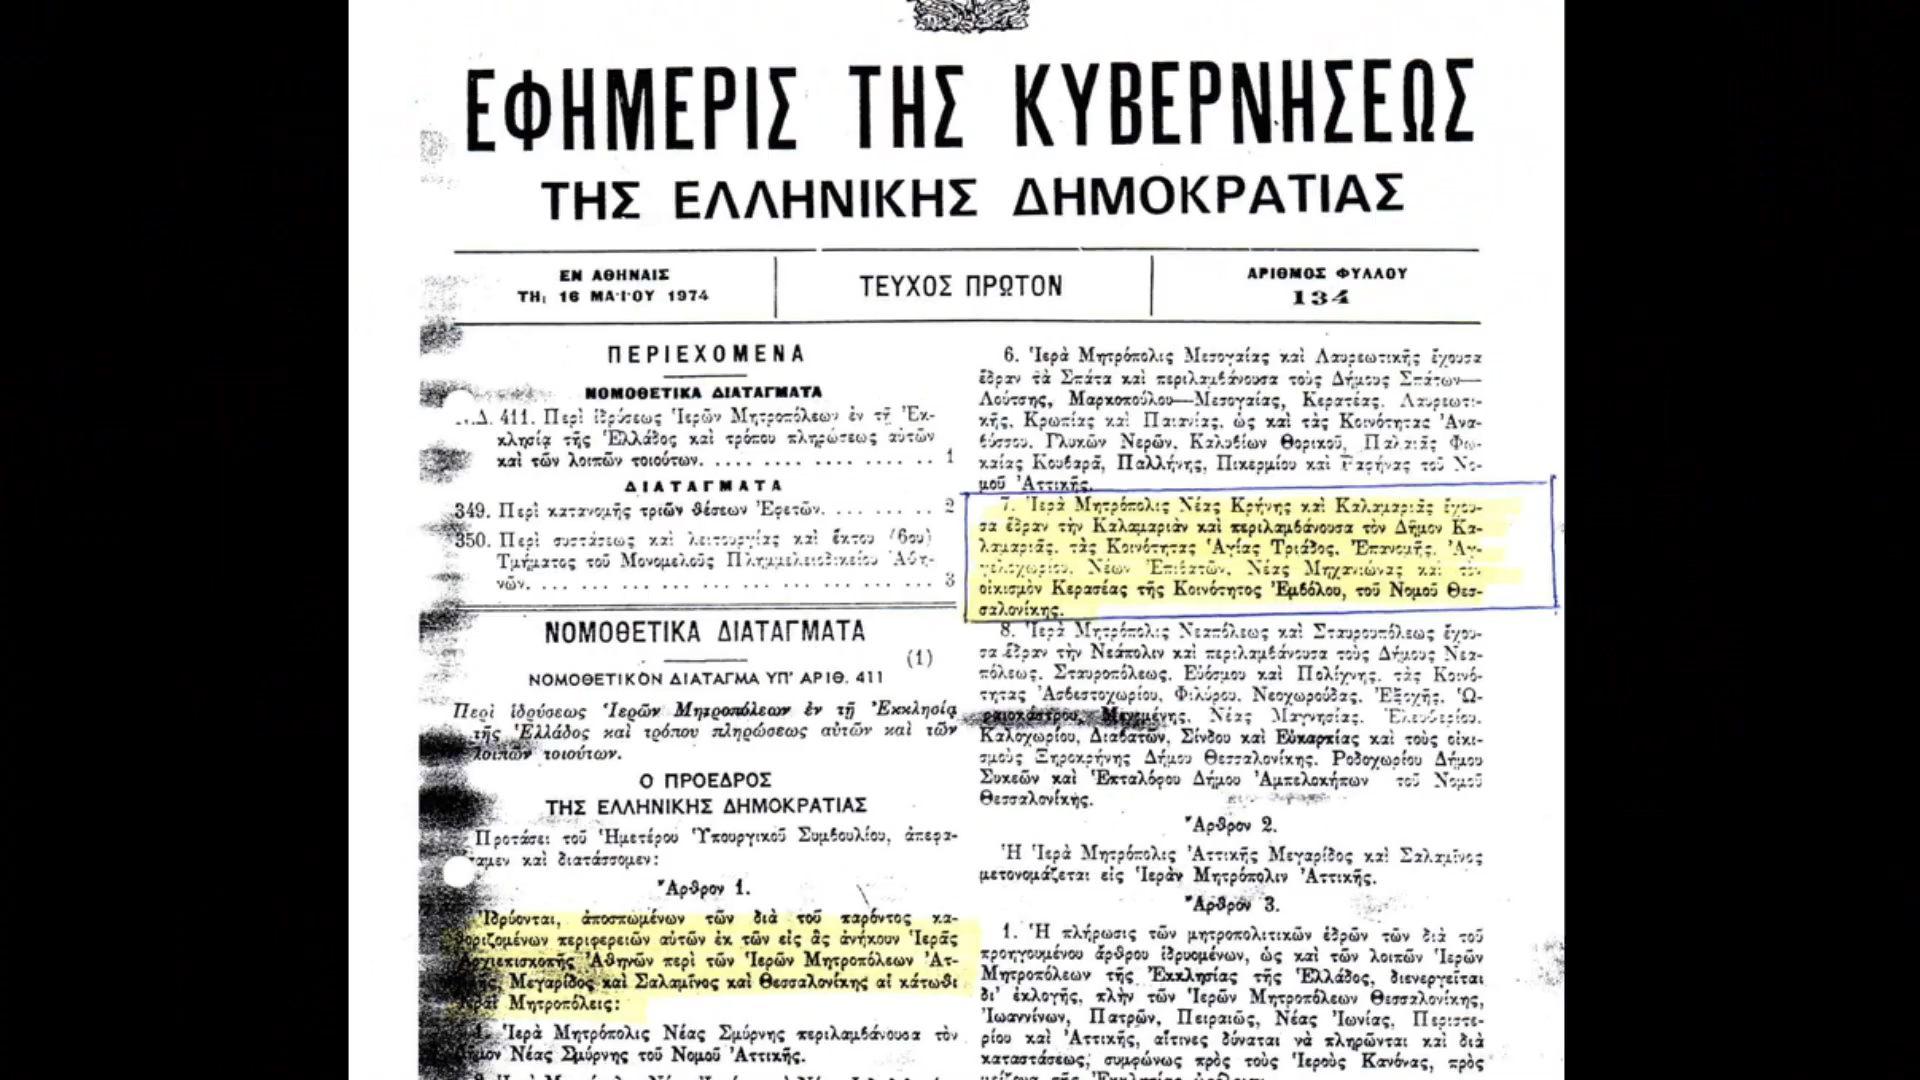 ΕΦΗΜΕΡΙΣ ΤΗΣ ΚΥΒΕΡΝΗΣΕΩΣ
ΤΗΣ ΕΛΛΗΝΙΚΗΣ ΔΗΜΟΚΡΑΤΙΑΣ
ΕΝ ΑΘΗΝΑΙΣ
ΤΗι 16 ΜΑΪΟΥ 1974
ΤΕΥΧΟΣ ΠΡΩΤΟΝ
ΑΡΙΘΜΟΣ ΦΥΛΛΟΥ
134
ΠΕΡΙΕΧΟΜΕΝΑ
ΝΟΜΟΘΕΤΙΚΑ ΔΙΑΤΑΓΜΑΤΑ
.Δ. 411. Περὶ ἱδρύσεως Ἱερῶν Μητροπόλεων ἐν τῇ Ἐκ-
κλησίᾳ τῆς Ἑλλάδος καὶ τρόπου πληρώσεως αὐτῶν
καὶ τῶν λοιπῶν τοιούτων. . . . . . . . . . . . . . . . . . 1
ΔΙΑΤΑΓΜΑΤΑ
349. Περὶ κατανομῆς τριῶν θέσεων Ἐφετῶν. . . . . . . . 2
350. Περὶ συστάσεως καὶ λειτουργίας καὶ ἕκτου (6ου)
Τμήματος τοῦ Μονομελοῦς Πλημμελειοδικείου Ἀθη-
νῶν. . . . . . . . . . . . . . . . . . . . . . . . . . . . 3
ΝΟΜΟΘΕΤΙΚΑ ΔΙΑΤΑΓΜΑΤΑ
(1)
ΝΟΜΟΘΕΤΙΚΟΝ ΔΙΑΤΑΓΜΑ ΥΠ' ΑΡΙΘ. 411
Περὶ ἱδρύσεως Ἱερῶν Μητροπόλεων ἐν τῇ Ἐκκλησίᾳ
τῆς Ἑλλάδος καὶ τρόπου πληρώσεως αὐτῶν καὶ τῶν
λοιπῶν τοιούτων.
Ο ΠΡΟΕΔΡΟΣ
ΤΗΣ ΕΛΛΗΝΙΚΗΣ ΔΗΜΟΚΡΑΤΙΑΣ
Προτάσει τοῦ Ἡμετέρου Ὑπουργικοῦ Συμβουλίου, ἀπεφα-
καὶ διατάσσομεν:
Ἄρθρον 1.
Ἱδρύονται, ἀποσπωμένων τῶν διὰ τοῦ παρόντος κα-
θοριζομένων περιφερειῶν αὐτῶν ἐκ τῶν εἰς ἃς ἀνήκουν Ἱερᾶς
Ἀρχιεπισκοπῆς Ἀθηνῶν περὶ τῶν Ἱερῶν Μητροπόλεων Ἀτ-
Μεγαρίδος καὶ Σαλαμῖνος καὶ Θεσσαλονίκης αἱ κάτωθι
Μητροπόλεις:
1. Ἱερὰ Μητρόπολις Νέας Σμύρνης περιλαμβάνουσα τὸν
Δῆμον Νέας Σμύρνης τοῦ Νομοῦ Ἀττικῆς.
6. Ἱερὰ Μητρόπολις Μεσογαίας καὶ Λαυρεωτικῆς ἔχουσα
ἕδραν τὰ Σπάτα καὶ περιλαμβάνουσα τοὺς Δήμους Σπάτων—
Λούτσης, Μαρκοπούλου—Μεσογαίας, Κερατέας, Λαυρεωτι-
κῆς, Κρωπίας καὶ Παιανίας, ὡς καὶ τὰς Κοινότητας Ἀνα-
βύσσου, Γλυκῶν Νερῶν, Καλυβίων Θορικοῦ, Παλαιᾶς Φω-
καίας Κουβαρᾶ, Παλλήνης, Πικερμίου καὶ Ραφήνας τοῦ Νο-
μοῦ Ἀττικῆς.
7. Ἱερὰ Μητρόπολις Νέας Κρήνης καὶ Καλαμαριᾶς ἔχου-
σα ἕδραν τὴν Καλαμαριὰν καὶ περιλαμβάνουσα τὸν Δῆμον Κα-
λαμαριᾶς, τὰς Κοινότητας Ἁγίας Τριάδος, Ἐπανομῆς, Ἀγ-
γελοχωρίου, Νέων Ἐπιβατῶν, Νέας Μηχανιώνας καὶ τὸν
οἰκισμὸν Κερασέας τῆς Κοινότητος Ἐμβόλου, τοῦ Νομοῦ Θεσ-
σαλονίκης.
8. Ἱερὰ Μητρόπολις Νεαπόλεως καὶ Σταυρουπόλεως ἔχου-
σα ἕδραν τὴν Νεάπολιν καὶ περιλαμβάνουσα τοὺς Δήμους Νεα-
πόλεως, Σταυροπόλεως, Εὐόσμου καὶ Πολίχνης, τὰς Κοινό-
τητας Ἀσβεστοχωρίου, Φιλύρου, Νεοχωρούδας, Ἐξοχῆς, Ὡ-
ραιοκάστρου, Μενεμένης, Νέας Μαγνησίας, Ἐλευθερίου,
Καλοχωρίου, Διαβατῶν, Σίνδου καὶ Εὐκαρπίας καὶ τοὺς οἰκι-
σμοὺς Ξηροκρήνης Δήμου Θεσσαλονίκης, Ροδοχωρίου Δήμου
Συκεῶν καὶ Ἑκταλόφου Δήμου Ἀμπελοκήπων τοῦ Νομοῦ
Θεσσαλονίκης.
Ἄρθρον 2.
Ἡ Ἱερὰ Μητρόπολις Ἀττικῆς Μεγαρίδος καὶ Σαλαμῖνος
μετονομάζεται εἰς Ἱερὰν Μητρόπολιν Ἀττικῆς.
Ἄρθρον 3.
1. Ἡ πλήρωσις τῶν μητροπολιτικῶν ἑδρῶν τῶν διὰ τοῦ
προηγουμένου ἄρθρου ἱδρυομένων, ὡς καὶ τῶν λοιπῶν Ἱερῶν
Μητροπόλεων τῆς Ἐκκλησίας τῆς Ἑλλάδος, διενεργεῖται
δι' ἐκλογῆς, πλὴν τῶν Ἱερῶν Μητροπόλεων Θεσσαλονίκης,
Ἰωαννίνων, Πατρῶν, Πειραιῶς, Νέας Ἰωνίας, Περιστε-
ρίου καὶ Ἀττικῆς, αἵτινες δύναται νὰ πληρῶνται καὶ διὰ
καταστάσεως, συμφώνως πρὸς τοὺς Ἱεροὺς Κανόνας, πρὸς